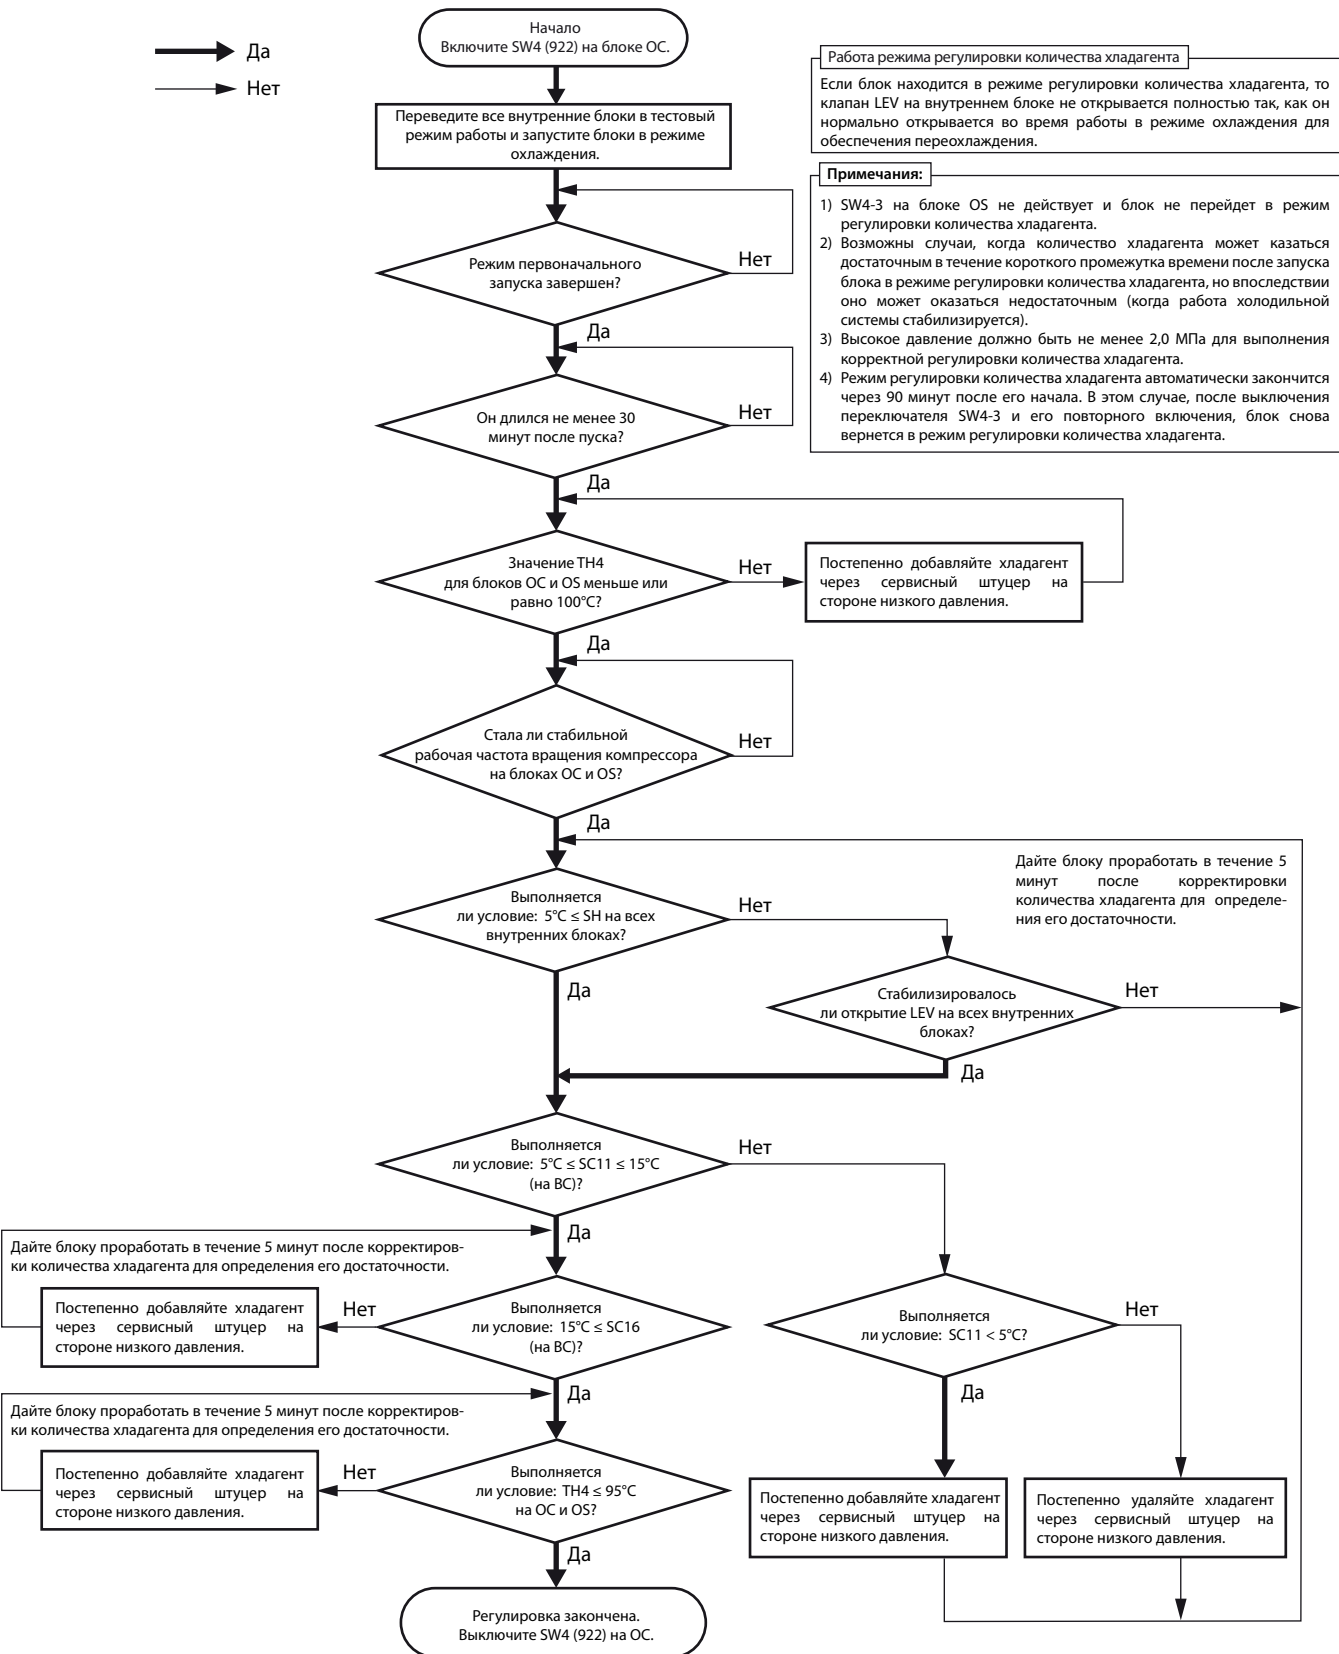 Да
Нет
Начало
Включите SW4 (922) на блоке OC.
Переведите все внутренние блоки в тестовый
режим работы и запустите блоки в режиме
охлаждения.
Работа режима регулировки количества хладагента
Если блок находится в режиме регулировки количества хладагента, то
клапан LEV на внутреннем блоке не открывается полностью так, как он
нормально открывается во время работы в режиме охлаждения для
обеспечения переохлаждения.
Примечания:
1) SW4-3 на блоке OS не действует и блок не перейдет в режим
регулировки количества хладагента.
2) Возможны случаи, когда количество хладагента может казаться
достаточным в течение короткого промежутка времени после запуска
блока в режиме регулировки количества хладагента, но впоследствии
оно может оказаться недостаточным (когда работа холодильной
системы стабилизируется).
3) Высокое давление должно быть не менее 2,0 МПа для выполнения
корректной регулировки количества хладагента.
4) Режим регулировки количества хладагента автоматически закончится
через 90 минут после его начала. В этом случае, после выключения
переключателя SW4-3 и его повторного включения, блок снова
вернется в режим регулировки количества хладагента.
Режим первоначального
запуска завершен?
Нет
Да
Он длился не менее 30
минут после пуска?
Нет
Да
Значение TH4
для блоков OC и OS меньше или
равно 100°C?
Нет
Постепенно добавляйте хладагент
через сервисный штуцер на
стороне низкого давления.
Да
Стала ли стабильной
рабочая частота вращения компрессора
на блоках OC и OS?
Нет
Да
Дайте блоку проработать в течение 5
минут после корректировки
количества хладагента для определе-
ния его достаточности.
Выполняется
ли условие: 5°C ≤ SH на всех
внутренних блоках?
Нет
Да
Стабилизировалось
ли открытие LEV на всех внутренних
блоках?
Нет
Да
Выполняется
ли условие: 5°C ≤ SC11 ≤ 15°C
(на BC)?
Нет
Да
Дайте блоку проработать в течение 5 минут после корректиров-
ки количества хладагента для определения его достаточности.
Постепенно добавляйте хладагент
через сервисный штуцер на
стороне низкого давления.
Нет
Выполняется
ли условие: 15°C ≤ SC16
(на BC)?
Выполняется
ли условие: SC11 < 5°C?
Нет
Да
Да
Дайте блоку проработать в течение 5 минут после корректиров-
ки количества хладагента для определения его достаточности.
Постепенно добавляйте хладагент
через сервисный штуцер на
стороне низкого давления.
Нет
Выполняется
ли условие: TH4 ≤ 95°C
на OC и OS?
Постепенно добавляйте хладагент
через сервисный штуцер на
стороне низкого давления.
Постепенно удаляйте хладагент
через сервисный штуцер на
стороне низкого давления.
Да
Регулировка закончена.
Выключите SW4 (922) на OC.